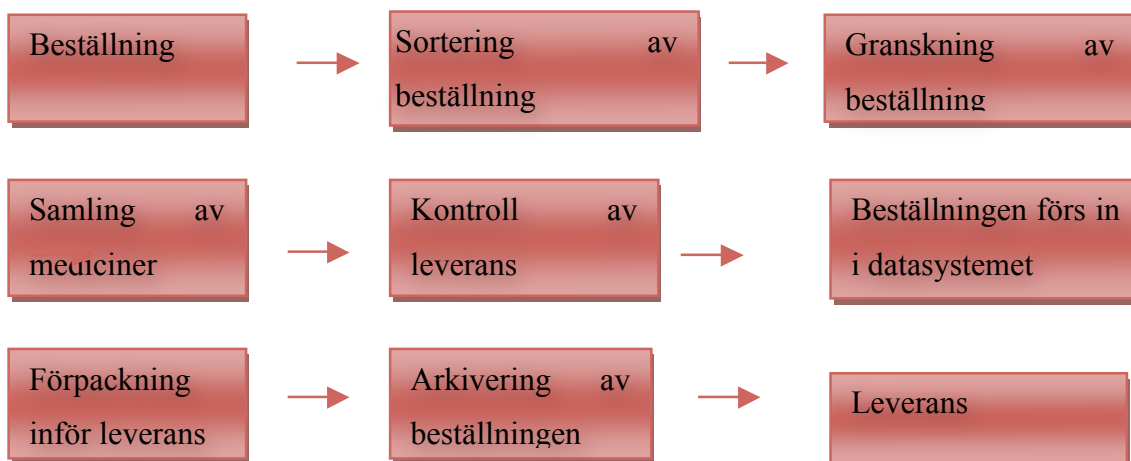 Beställning
Sortering av
beställning
Granskning av
beställning
Samling av
mediciner
Kontroll av
leverans
Beställningen förs in
i datasystemet
Förpackning
inför leverans
Arkivering av
beställningen
Leverans